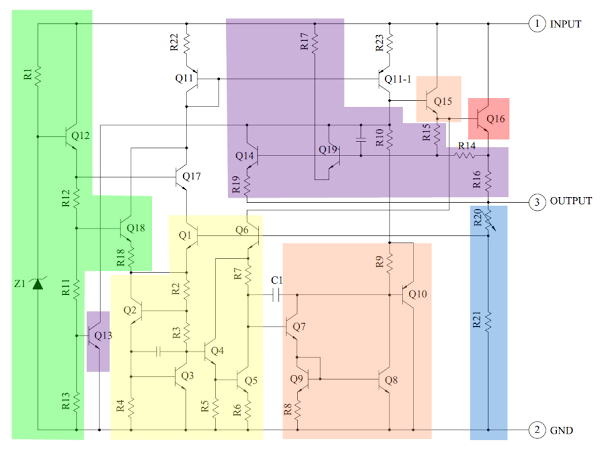 1 INPUT
R22
R17
R23
R1
Q11
Q11-1
Q15
Q16
Q12
R10
R15
R14
Q14
Q19
Q17
R19
R16
R12
3 OUTPUT
Q18
R20
Q1
Q6
R18
R9
R7
Z1
R11
R2
C1
Q10
Q2
R21
Q13
R3
Q7
Q4
Q3
Q5
Q9
Q8
R13
R4
R5
R6
R8
2 GND